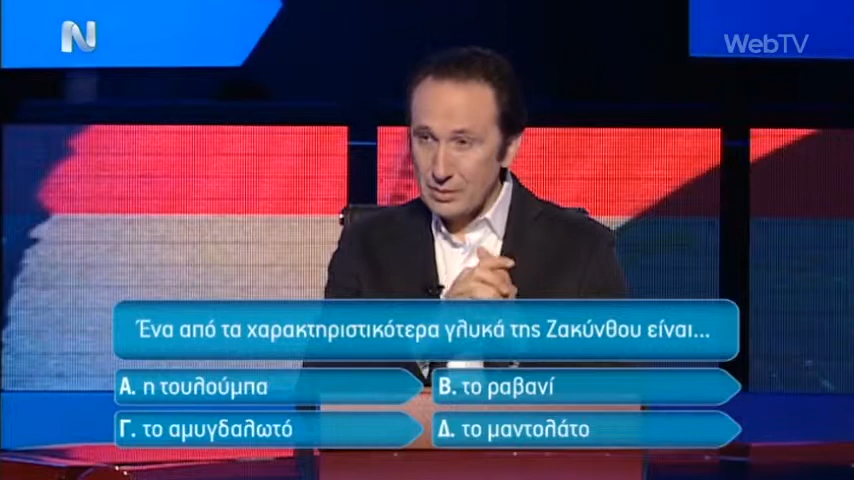 N
WebTV
Ένα από τα χαρακτηριστικότερα γλυκά της Ζακύνθου είναι...
Α. η τουλούμπα
Β. το ραβανί
Γ. το αμυγδαλωτό
Δ. το μαντολάτο